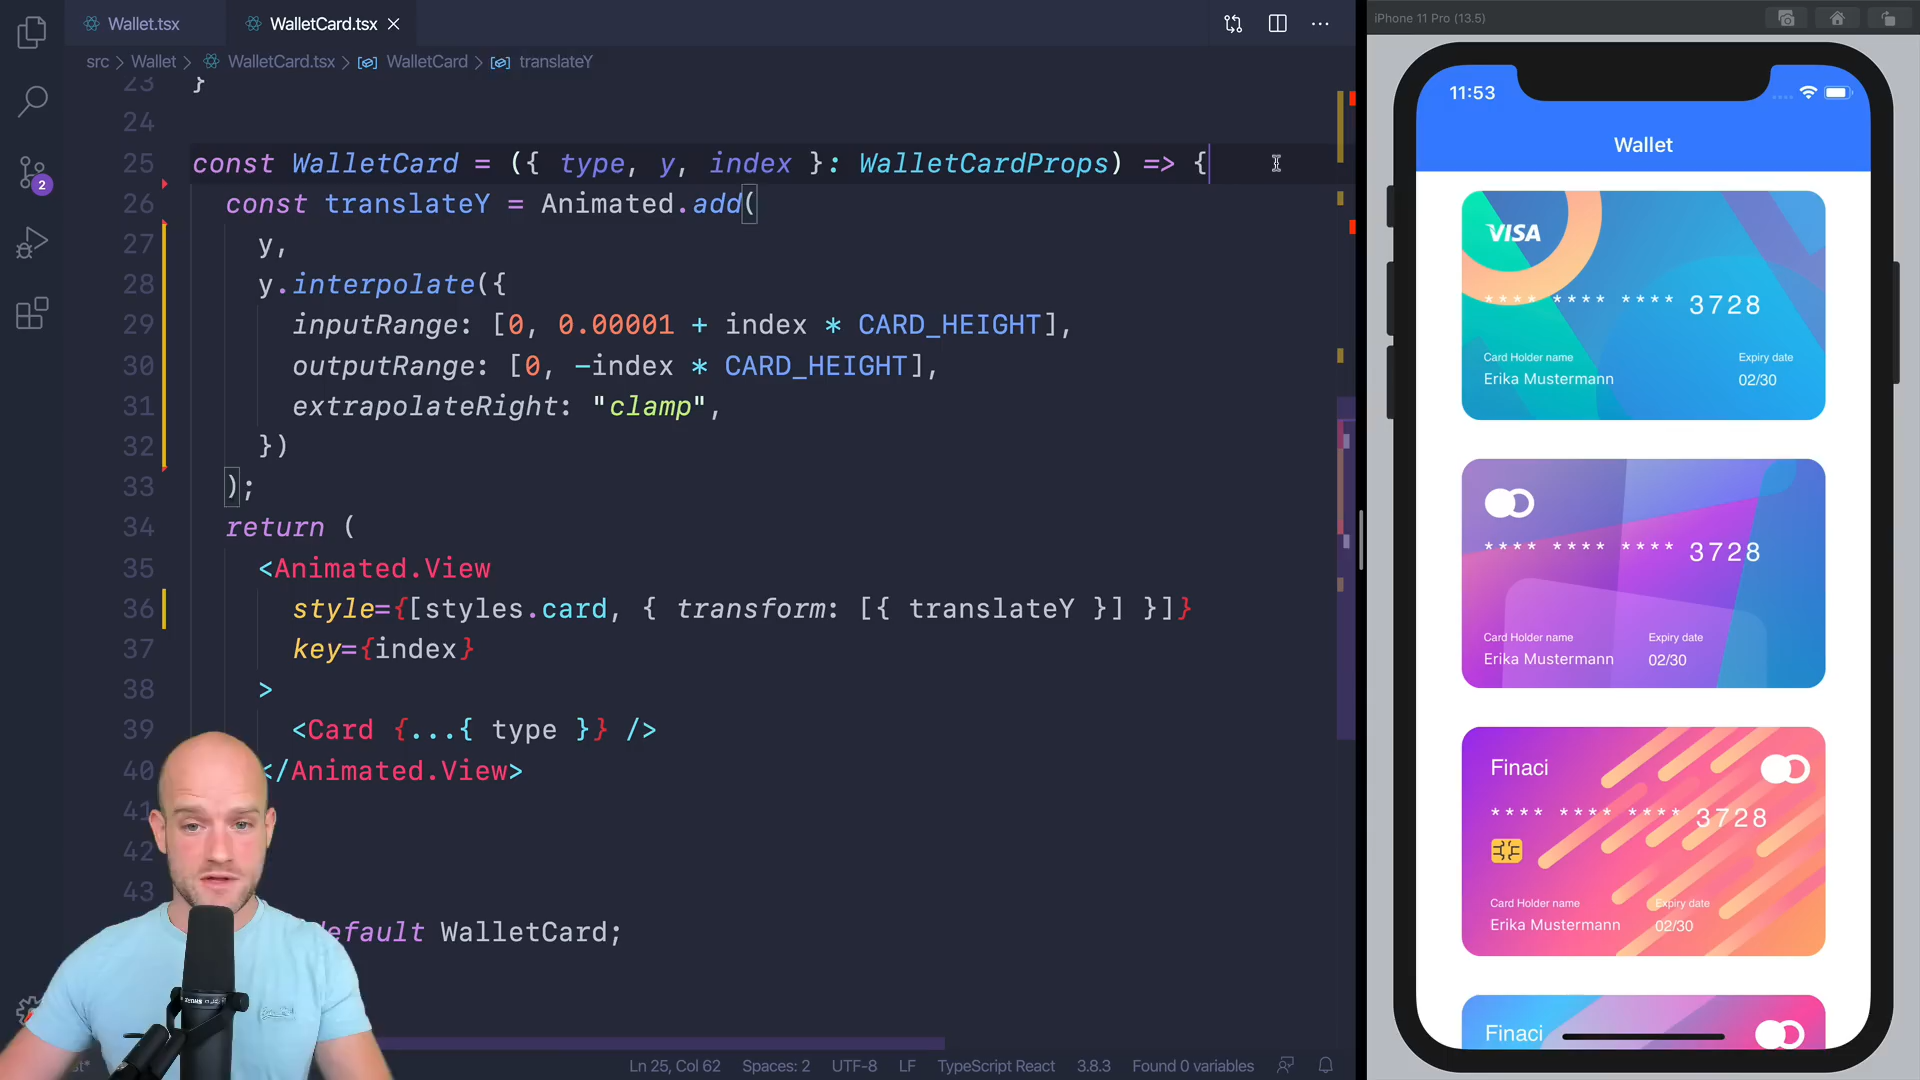 Wallet.tsx
WalletCard.tsx
src > Wallet > WalletCard.tsx > WalletCard > translateY
23 }
24
25 const WalletCard = ({ type, y, index }: WalletCardProps) => {
26 const translateY = Animated.add(
27 y,
28 y.interpolate({
29 inputRange: [0, 0.00001 + index * CARD_HEIGHT],
30 outputRange: [0, -index * CARD_HEIGHT],
31 extrapolateRight: "clamp",
32 })
33 );
34 return (
35 <Animated.View
36 style={[styles.card, { transform: [{ translateY }] }]}
37 key={index}
38 >
39 <Card {...{ type }} />
40 </Animated.View>
41
42
43
default WalletCard;
2
Ln 25, Col 62
Spaces: 2
UTF-8
LF
TypeScript React
3.8.3
Found 0 variables
iPhone 11 Pro (13.5)
11:53
Wallet
VISA
**** **** **** 3728
Card Holder name
Expiry date
Erika Mustermann
02/30
**** **** **** 3728
Card Holder name
Expiry date
Erika Mustermann
02/30
Finaci
**** **** **** 3728
Card Holder name
Expiry date
Erika Mustermann
02/30
Finaci